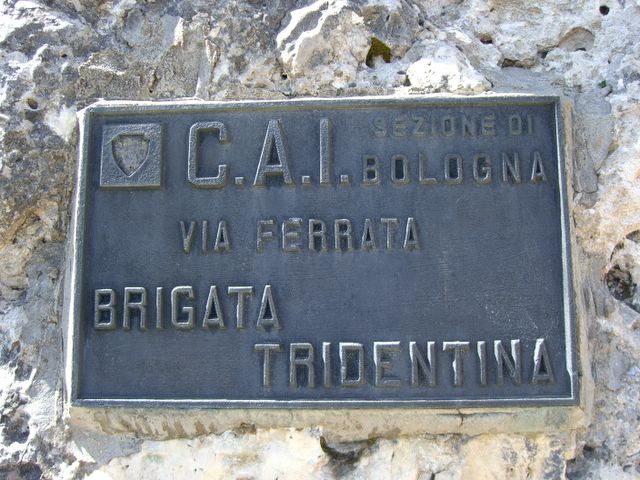 C.A.I. SEZIONE DI
BOLOGNA
VIA FERRATA
BRIGATA
TRIDENTINA